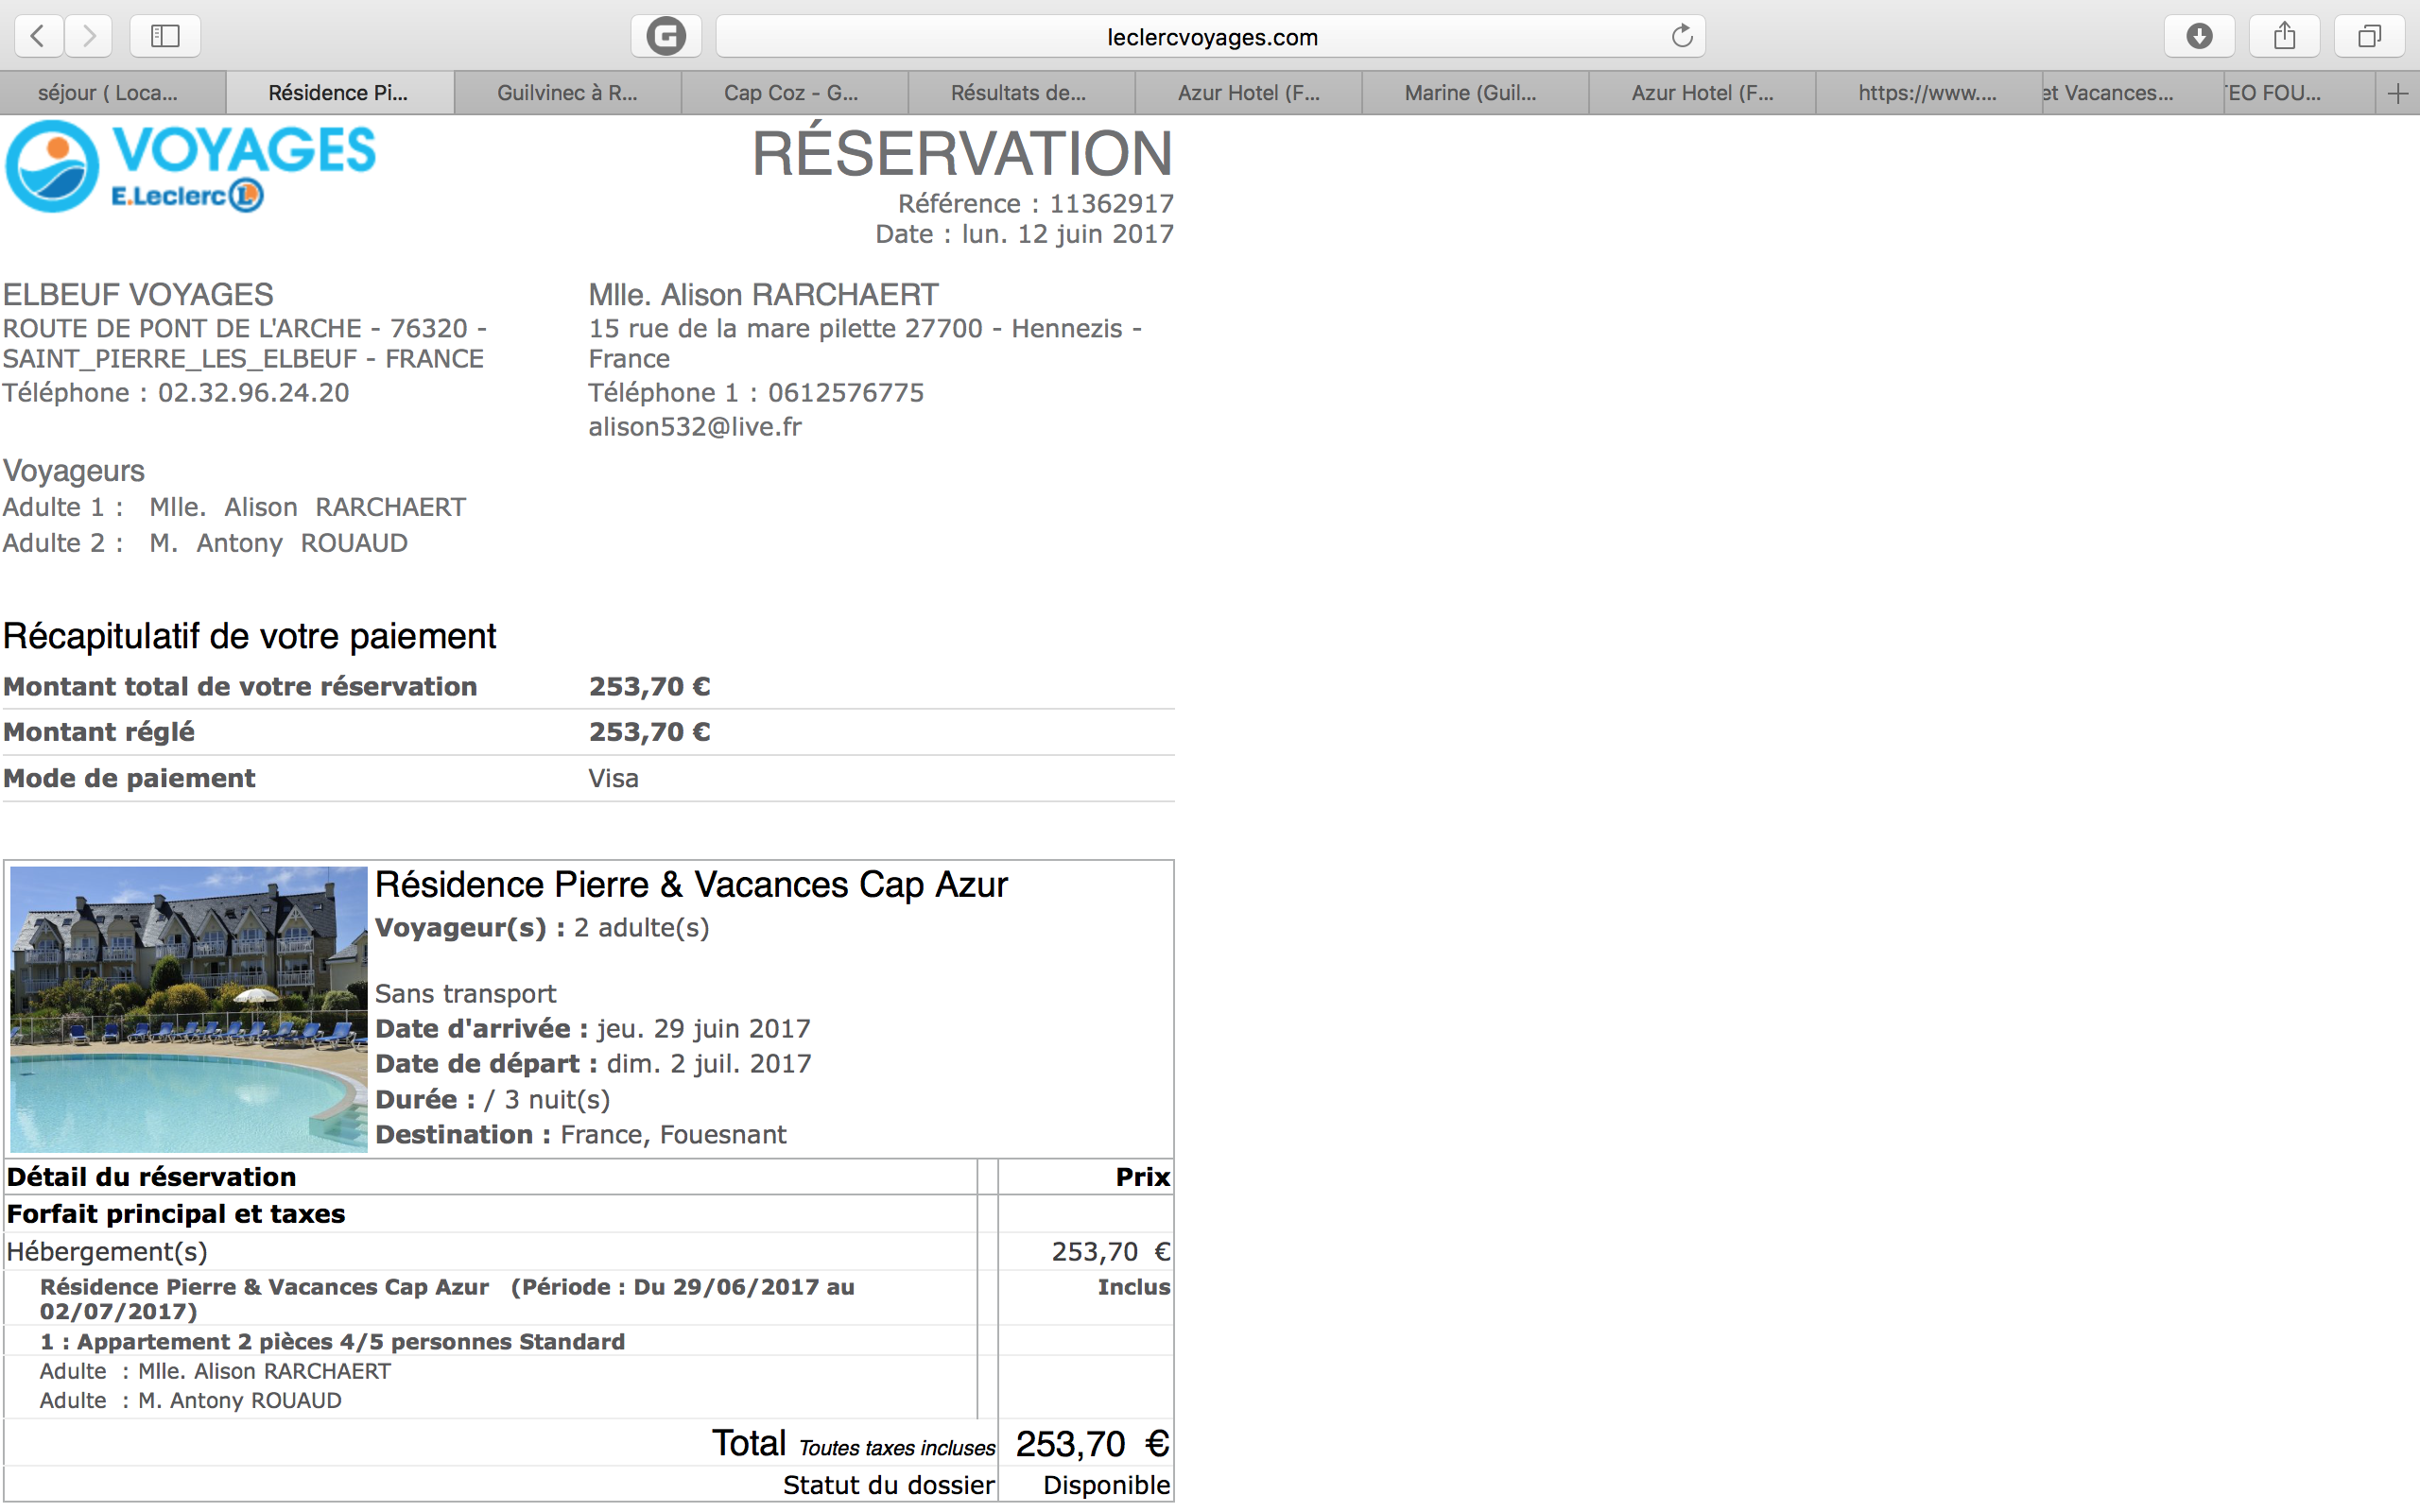 leclercvoyages.com
séjour ( Loca...
Résidence Pi...
Guilvinec à R...
Cap Coz - G...
Résultats de...
Azur Hotel (F...
Marine (Guil...
Azur Hotel (F...
https://www....
et Vacances...
EO FOU...
VOYAGES
E.Leclerc L
RÉSERVATION
Référence : 11362917
Date : lun. 12 juin 2017
ELBEUF VOYAGES
ROUTE DE PONT DE L'ARCHE - 76320 -
SAINT_PIERRE_LES_ELBEUF - FRANCE
Téléphone : 02.32.96.24.20
Mlle. Alison RARCHAERT
15 rue de la mare pilette 27700 - Hennezis -
France
Téléphone 1 : 0612576775
alison532@live.fr
Voyageurs
Adulte 1 : Mlle. Alison RARCHAERT
Adulte 2 : M. Antony ROUAUD
Récapitulatif de votre paiement
Montant total de votre réservation 253,70 €
Montant réglé 253,70 €
Mode de paiement Visa
Résidence Pierre & Vacances Cap Azur
Voyageur(s) : 2 adulte(s)
Sans transport
Date d'arrivée : jeu. 29 juin 2017
Date de départ : dim. 2 juil. 2017
Durée : / 3 nuit(s)
Destination : France, Fouesnant
Détail du réservation Prix
Forfait principal et taxes
Hébergement(s) 253,70 €
Résidence Pierre & Vacances Cap Azur (Période : Du 29/06/2017 au Inclus
02/07/2017)
1 : Appartement 2 pièces 4/5 personnes Standard
Adulte : Mlle. Alison RARCHAERT
Adulte : M. Antony ROUAUD
Total Toutes taxes incluses 253,70 €
Statut du dossier Disponible